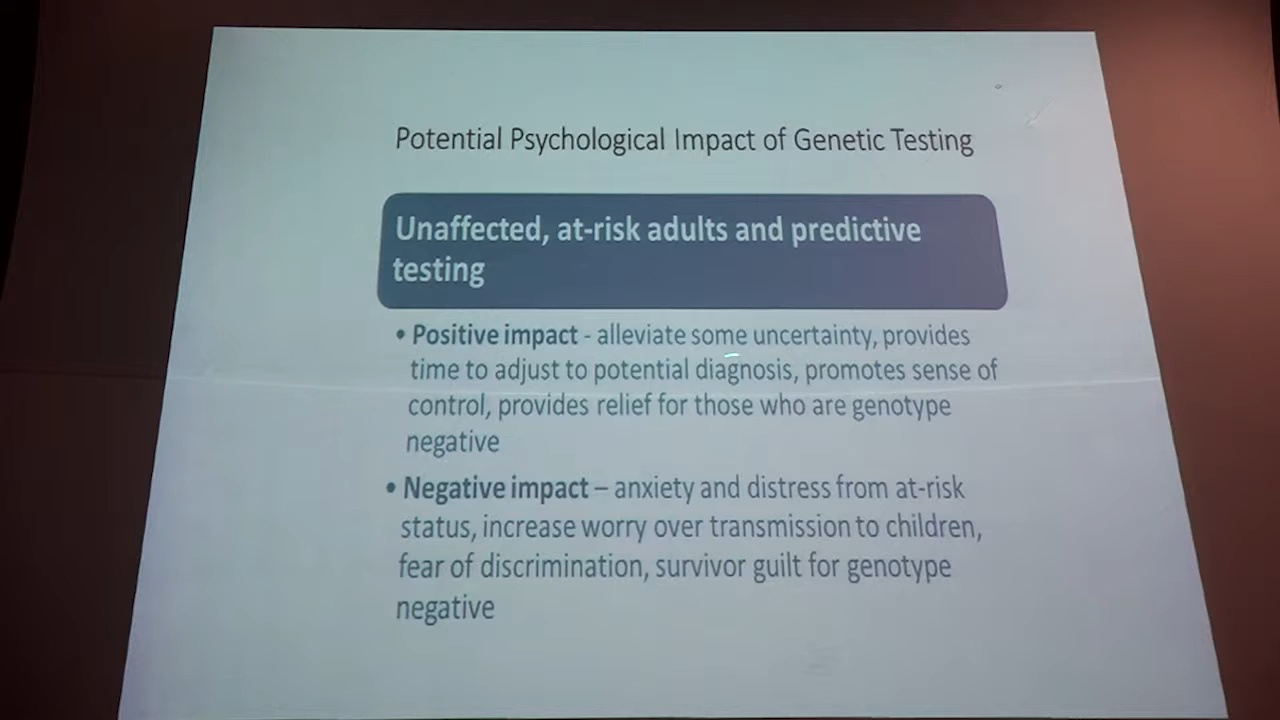 Potential Psychological Impact of Genetic Testing
Unaffected, at-risk adults and predictive
testing
• Positive impact - alleviate some uncertainty, provides
time to adjust to potential diagnosis, promotes sense of
control, provides relief for those who are genotype
negative
• Negative impact – anxiety and distress from at-risk
status, increase worry over transmission to children,
fear of discrimination, survivor guilt for genotype
negative